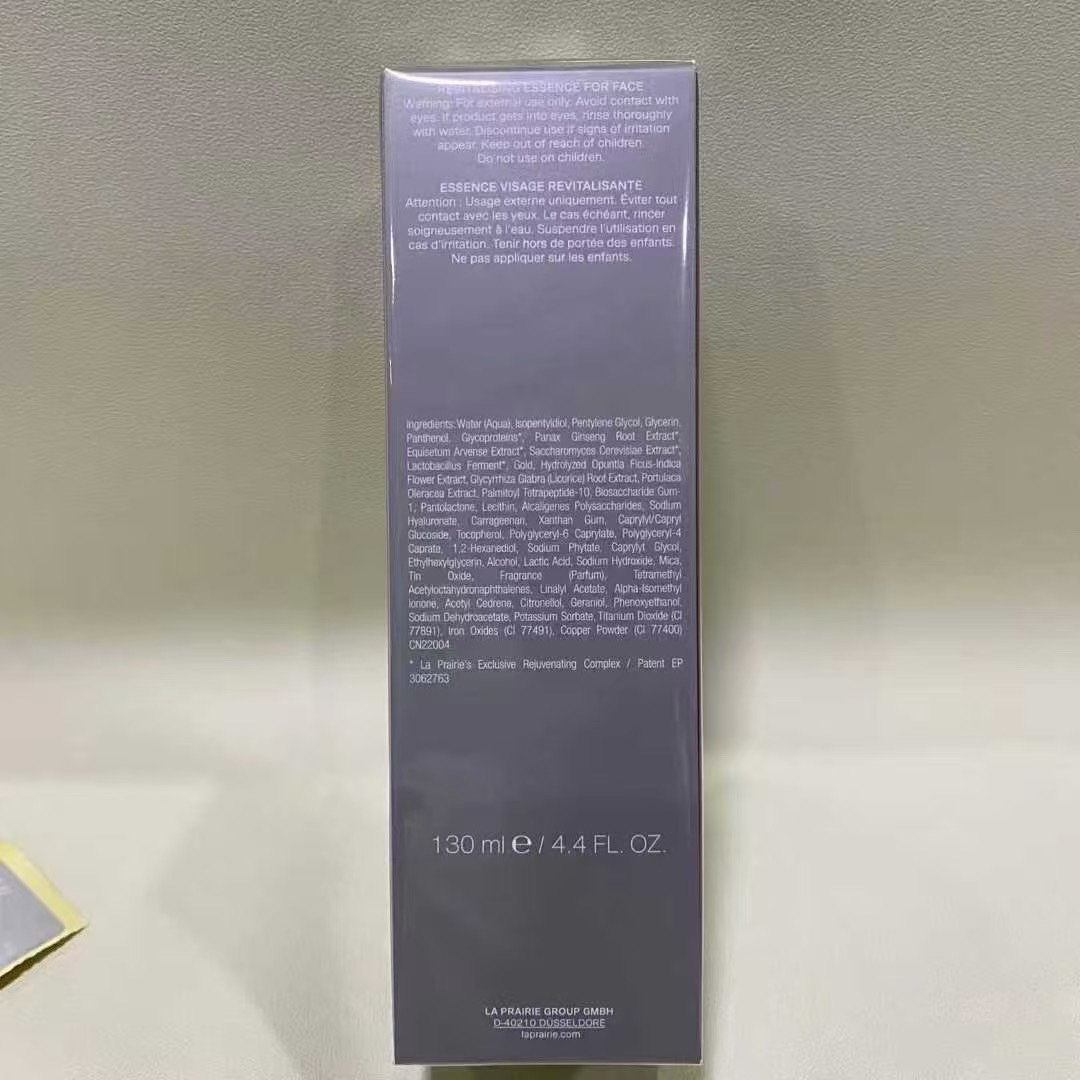 REVITALISING ESSENCE FOR FACE
Warning: For external use only. Avoid contact with
eyes. If product gets into eyes, rinse thoroughly
with water. Discontinue use if signs of irritation
appear. Keep out of reach of children.
Do not use on children.
ESSENCE VISAGE REVITALISANTE
Attention : Usage externe uniquement. Éviter tout
contact avec les yeux. Le cas échéant, rincer
soigneusement à l'eau. Suspendre l'utilisation en
cas d'irritation. Tenir hors de portée des enfants.
Ne pas appliquer sur les enfants.
Ingredients: Water (Aqua), Isopentyldiol, Pentylene Glycol, Glycerin,
Panthenol, Glycoproteins*, Panax Ginseng Root Extract*,
Equisetum Arvense Extract*, Saccharomyces Cerevisiae Extract*,
Lactobacillus Ferment*, Gold, Hydrolyzed Opuntia Ficus-Indica
Flower Extract, Glycyrrhiza Glabra (Licorice) Root Extract, Portulaca
Oleracea Extract, Palmitoyl Tetrapeptide-10, Biosaccharide Gum-
1, Pantolactone, Lecithin, Alcaligenes Polysaccharides, Sodium
Hyaluronate, Carrageenan, Xanthan Gum, Caprylyl/Capryl
Glucoside, Tocopherol, Polyglyceryl-6 Caprylate, Polyglyceryl-4
Caprate, 1,2-Hexanediol, Sodium Phytate, Caprylyl Glycol,
Ethylhexylglycerin, Alcohol, Lactic Acid, Sodium Hydroxide, Mica,
Tin Oxide, Fragrance (Parfum), Tetramethyl
Acetyloctahydronaphthalenes, Linalyl Acetate, Alpha-Isomethyl
Ionone, Acetyl Cedrene, Citronellol, Geraniol, Phenoxyethanol,
Sodium Dehydroacetate, Potassium Sorbate, Titanium Dioxide (CI
77891), Iron Oxides (CI 77491), Copper Powder (CI 77400)
CN22004
* La Prairie's Exclusive Rejuvenating Complex / Patent EP
3062763
130 ml e / 4.4 FL. OZ.
LA PRAIRIE GROUP GMBH
D-40210 DÜSSELDORF
laprairie.com